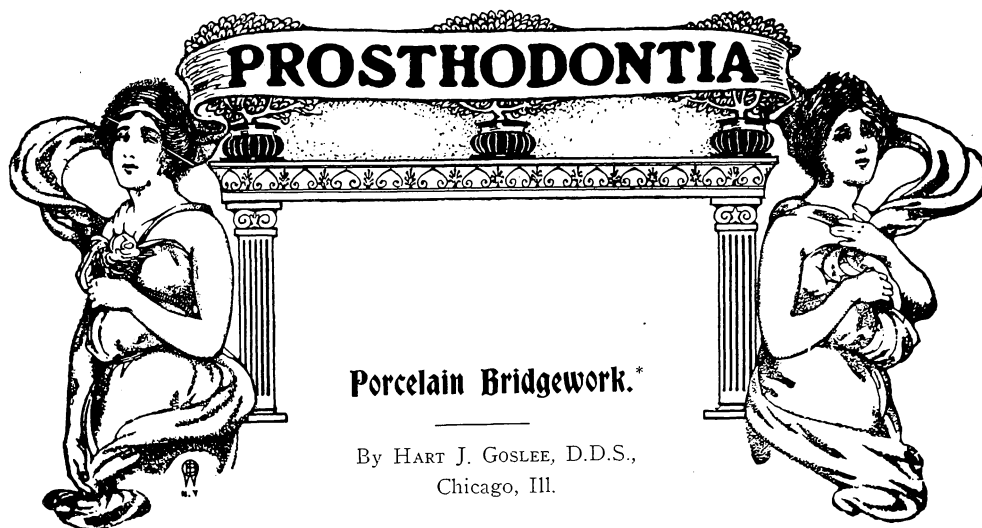 PROSTHODONTIA
Porcelain Bridgework.*
By HART J. GOSLEE, D.D.S.,
Chicago, Ill.
N.Y